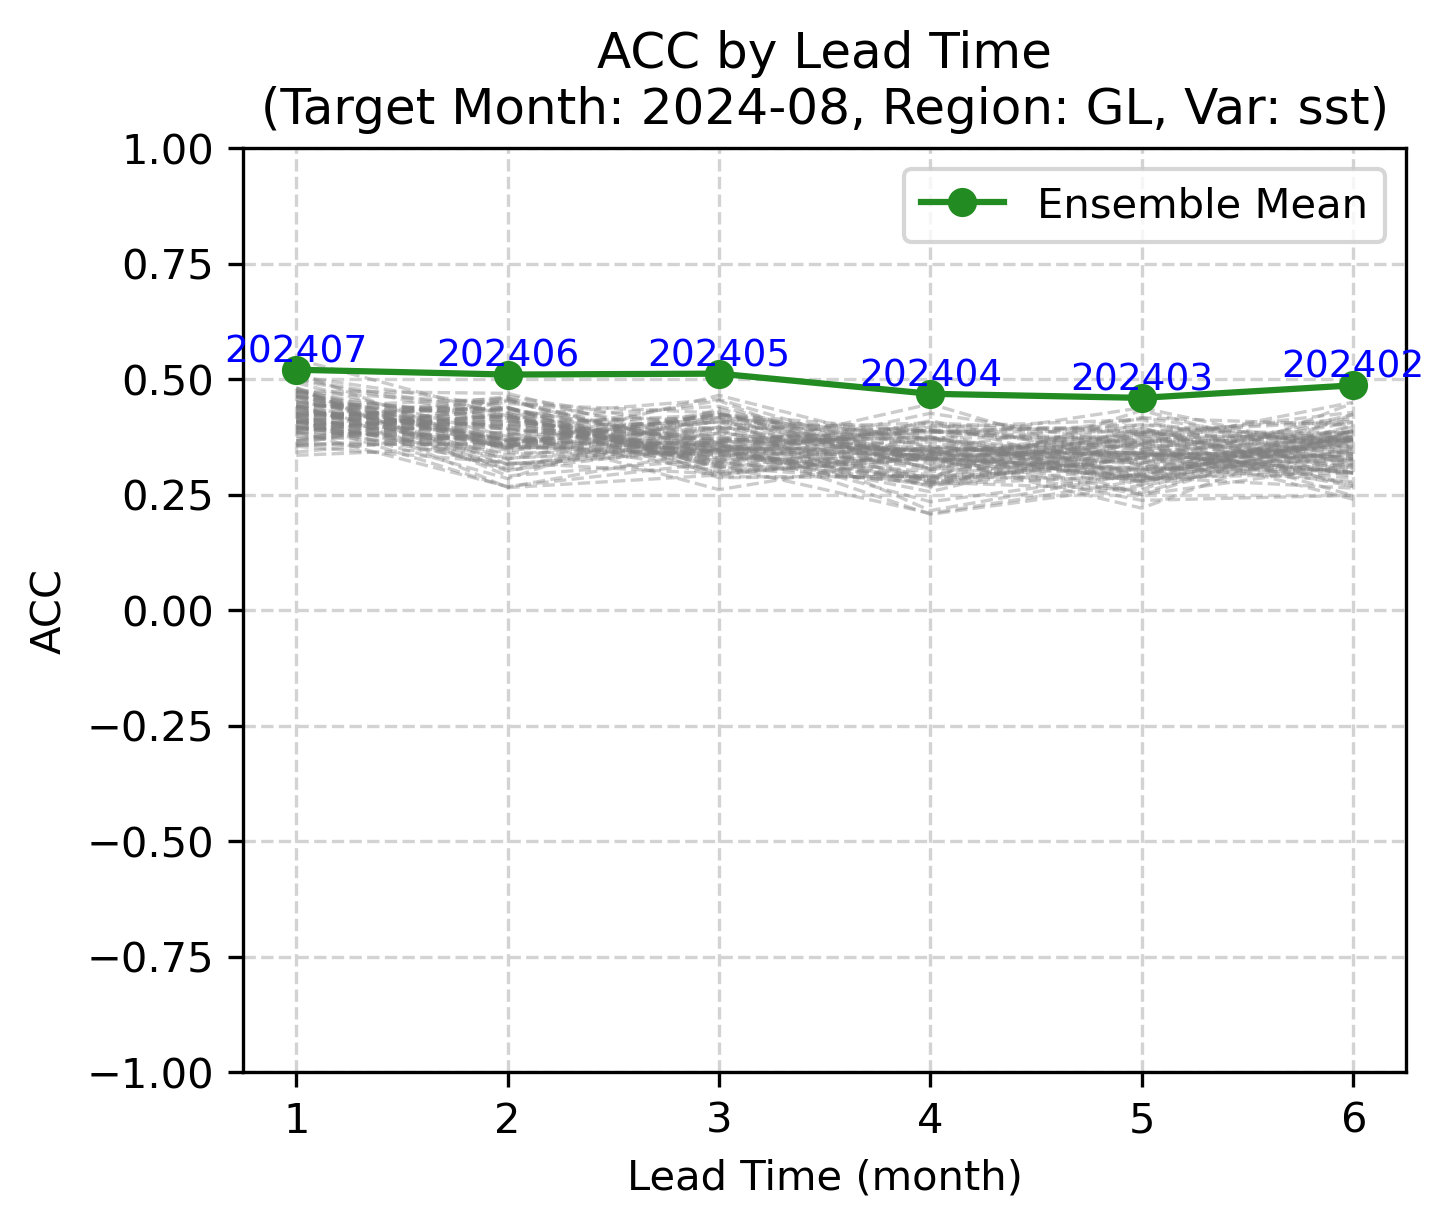 ACC by Lead Time
(Target Month: 2024-08, Region: GL, Var: sst)
1.00
0.75
0.50
0.25
0.00
−0.25
−0.50
−0.75
−1.00
ACC
Ensemble Mean
202407
202406
202405
202404
202403
202402
1 2 3 4 5 6
Lead Time (month)